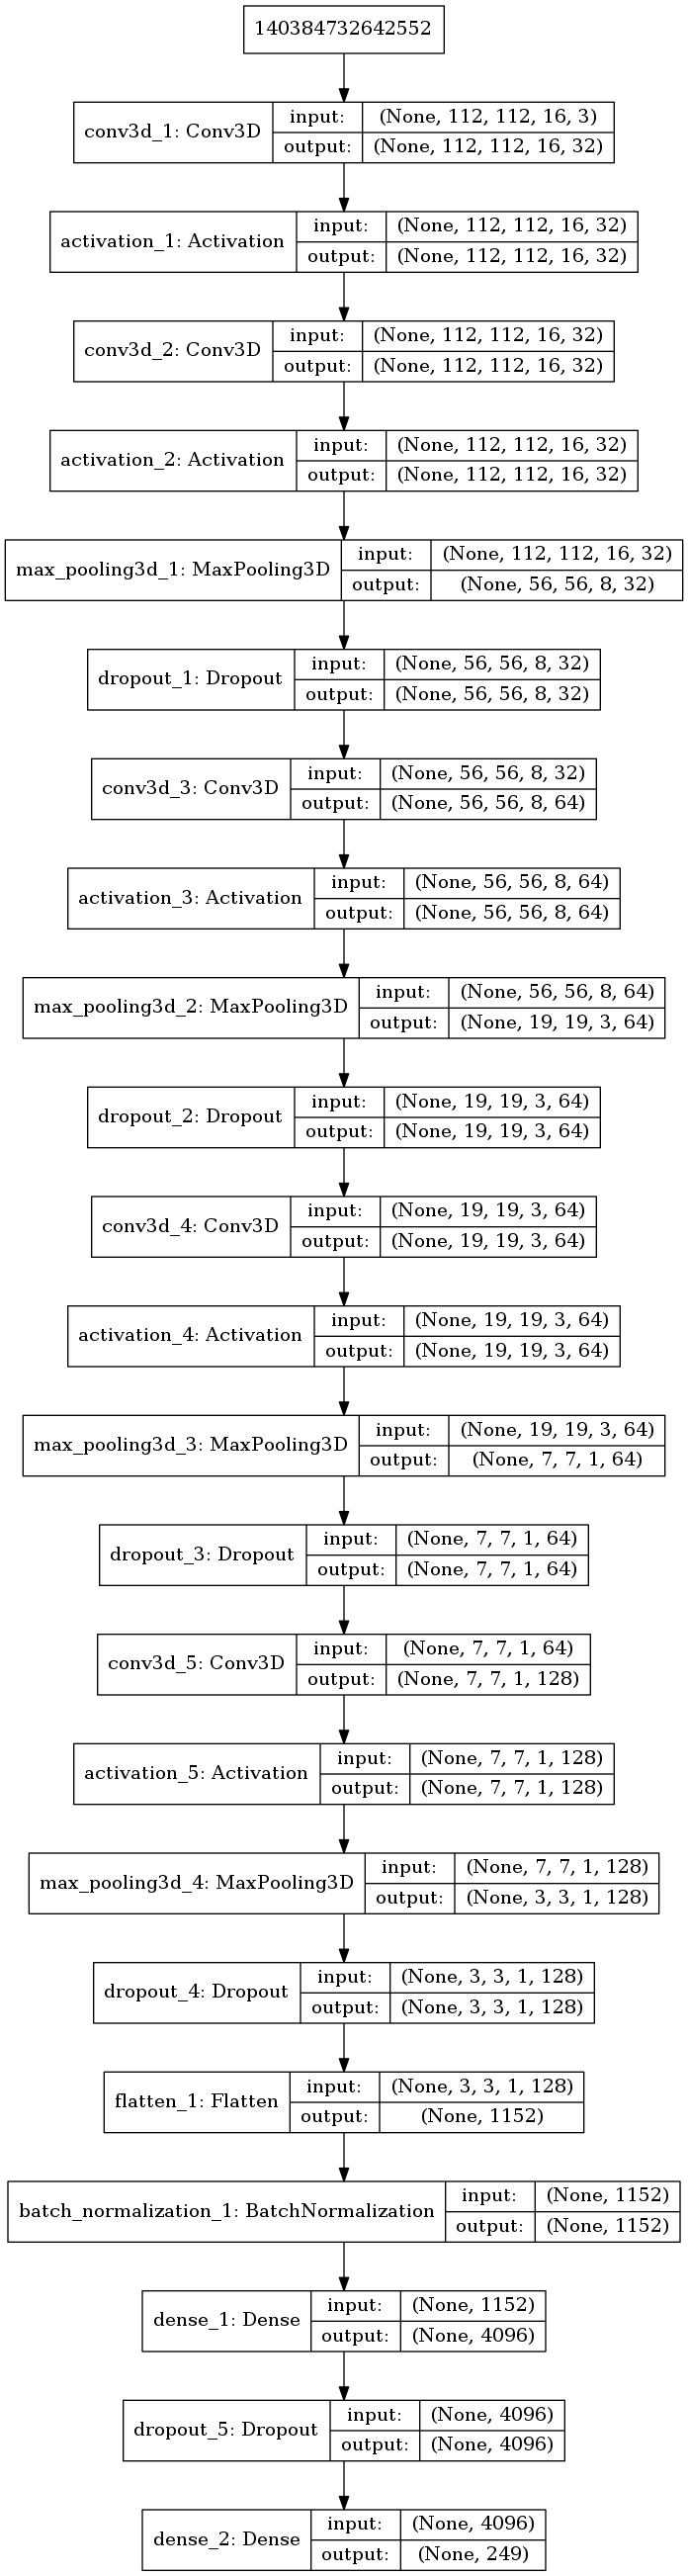 140384732642552
conv3d_1: Conv3D
input: (None, 112, 112, 16, 3)
output: (None, 112, 112, 16, 32)
activation_1: Activation
input: (None, 112, 112, 16, 32)
output: (None, 112, 112, 16, 32)
conv3d_2: Conv3D
input: (None, 112, 112, 16, 32)
output: (None, 112, 112, 16, 32)
activation_2: Activation
input: (None, 112, 112, 16, 32)
output: (None, 112, 112, 16, 32)
max_pooling3d_1: MaxPooling3D
input: (None, 112, 112, 16, 32)
output: (None, 56, 56, 8, 32)
dropout_1: Dropout
input: (None, 56, 56, 8, 32)
output: (None, 56, 56, 8, 32)
conv3d_3: Conv3D
input: (None, 56, 56, 8, 32)
output: (None, 56, 56, 8, 64)
activation_3: Activation
input: (None, 56, 56, 8, 64)
output: (None, 56, 56, 8, 64)
max_pooling3d_2: MaxPooling3D
input: (None, 56, 56, 8, 64)
output: (None, 19, 19, 3, 64)
dropout_2: Dropout
input: (None, 19, 19, 3, 64)
output: (None, 19, 19, 3, 64)
conv3d_4: Conv3D
input: (None, 19, 19, 3, 64)
output: (None, 19, 19, 3, 64)
activation_4: Activation
input: (None, 19, 19, 3, 64)
output: (None, 19, 19, 3, 64)
max_pooling3d_3: MaxPooling3D
input: (None, 19, 19, 3, 64)
output: (None, 7, 7, 1, 64)
dropout_3: Dropout
input: (None, 7, 7, 1, 64)
output: (None, 7, 7, 1, 64)
conv3d_5: Conv3D
input: (None, 7, 7, 1, 64)
output: (None, 7, 7, 1, 128)
activation_5: Activation
input: (None, 7, 7, 1, 128)
output: (None, 7, 7, 1, 128)
max_pooling3d_4: MaxPooling3D
input: (None, 7, 7, 1, 128)
output: (None, 3, 3, 1, 128)
dropout_4: Dropout
input: (None, 3, 3, 1, 128)
output: (None, 3, 3, 1, 128)
flatten_1: Flatten
input: (None, 3, 3, 1, 128)
output: (None, 1152)
batch_normalization_1: BatchNormalization
input: (None, 1152)
output: (None, 1152)
dense_1: Dense
input: (None, 1152)
output: (None, 4096)
dropout_5: Dropout
input: (None, 4096)
output: (None, 4096)
dense_2: Dense
input: (None, 4096)
output: (None, 249)